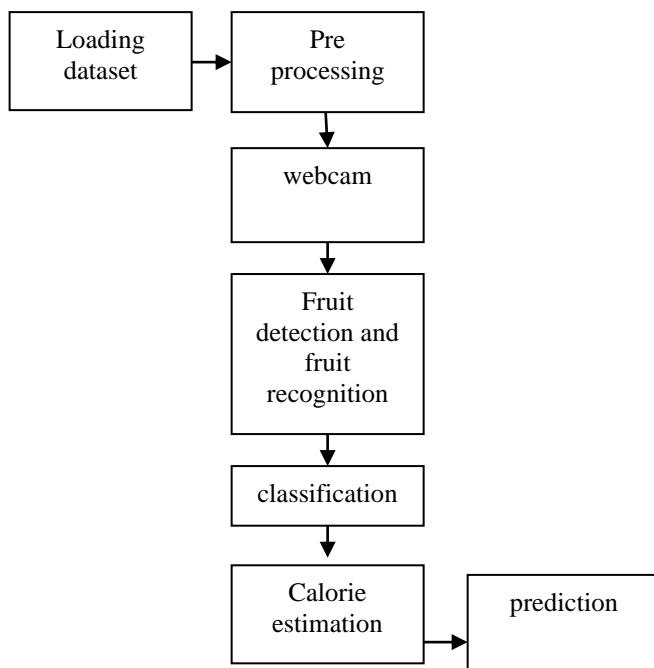 Loading
dataset
Pre
processing
webcam
Fruit
detection and
fruit
recognition
classification
Calorie
estimation
prediction